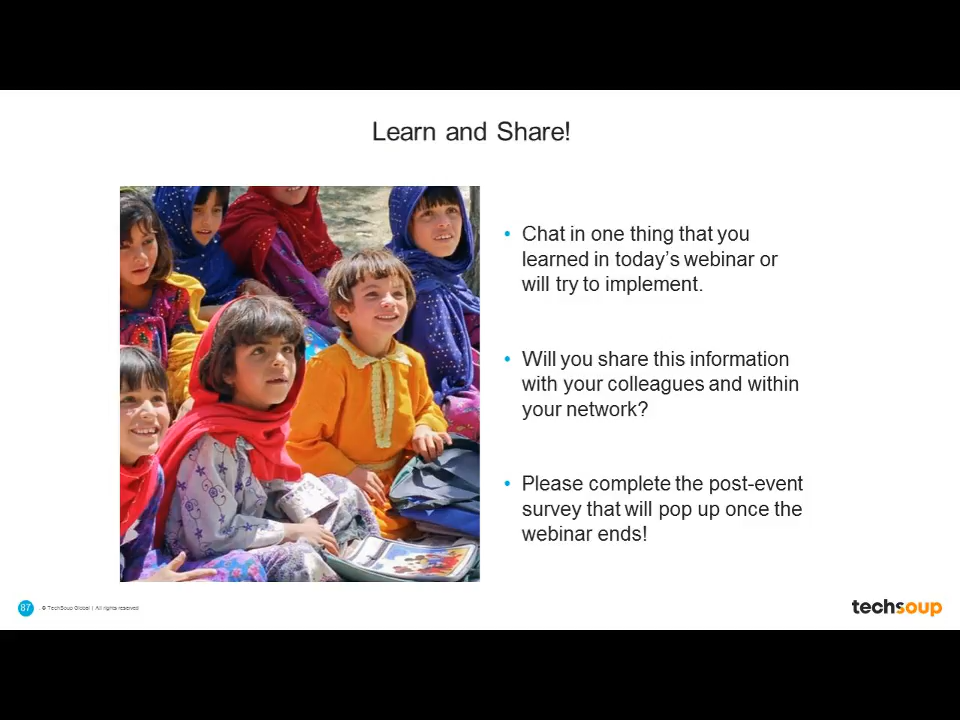 Learn and Share!
• Chat in one thing that you
learned in today's webinar or
will try to implement.
• Will you share this information
with your colleagues and within
your network?
• Please complete the post-event
survey that will pop up once the
webinar ends!
87
© TechSoup Global | All rights reserved
techsoup